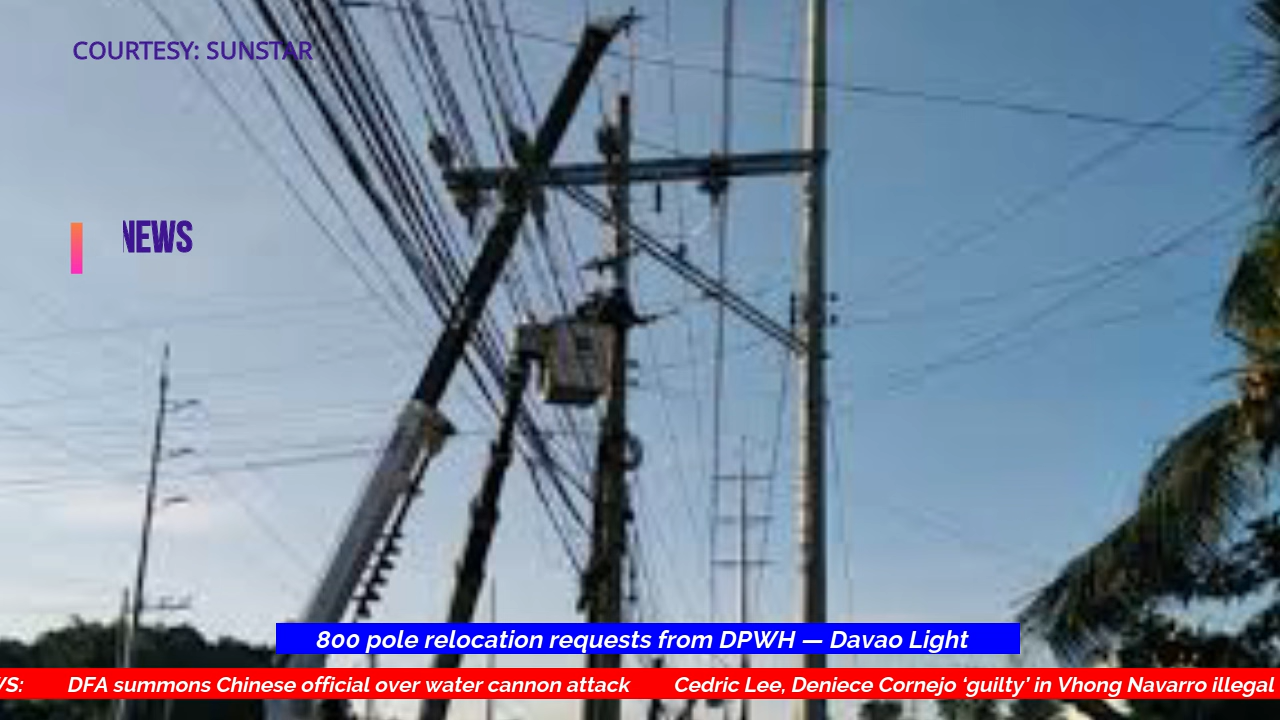 COURTESY: SUNSTAR
NEWS
800 pole relocation requests from DPWH — Davao Light
WS: DFA summons Chinese official over water cannon attack Cedric Lee, Deniece Cornejo ‘guilty’ in Vhong Navarro illegal